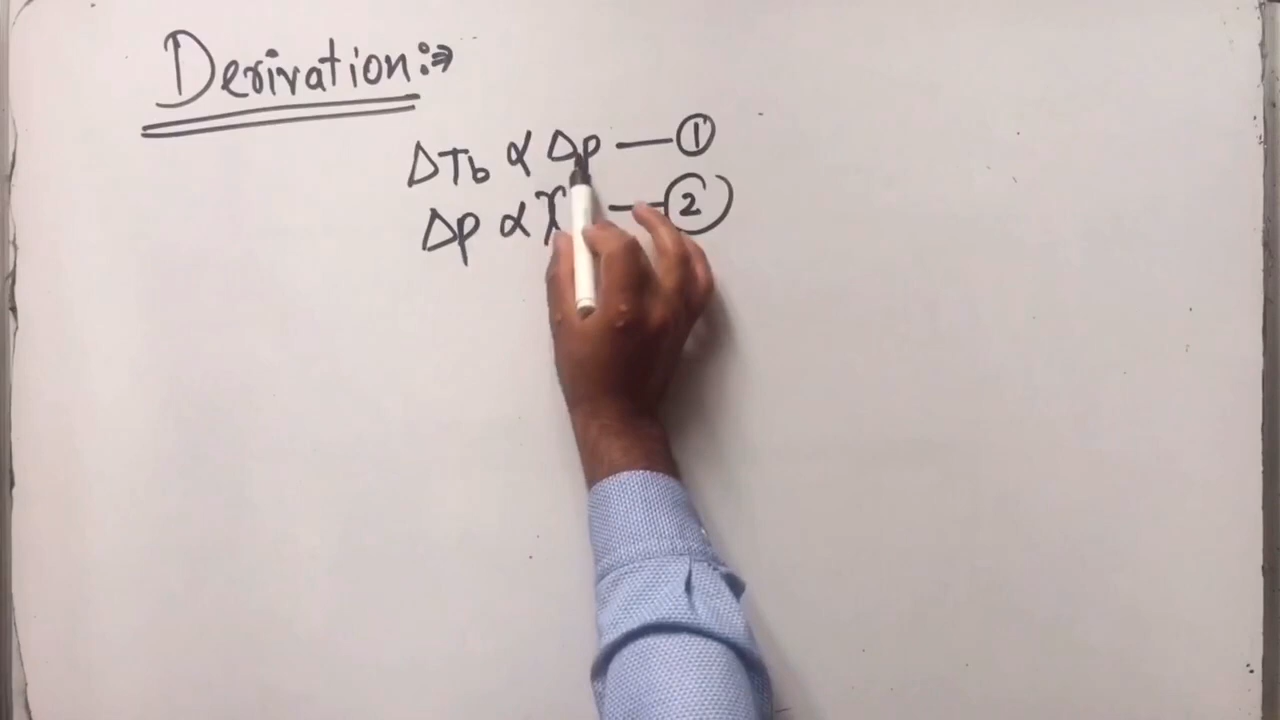 Derivation:⇒
ΔTb ∝ Δp — ①
Δp ∝ X — ②